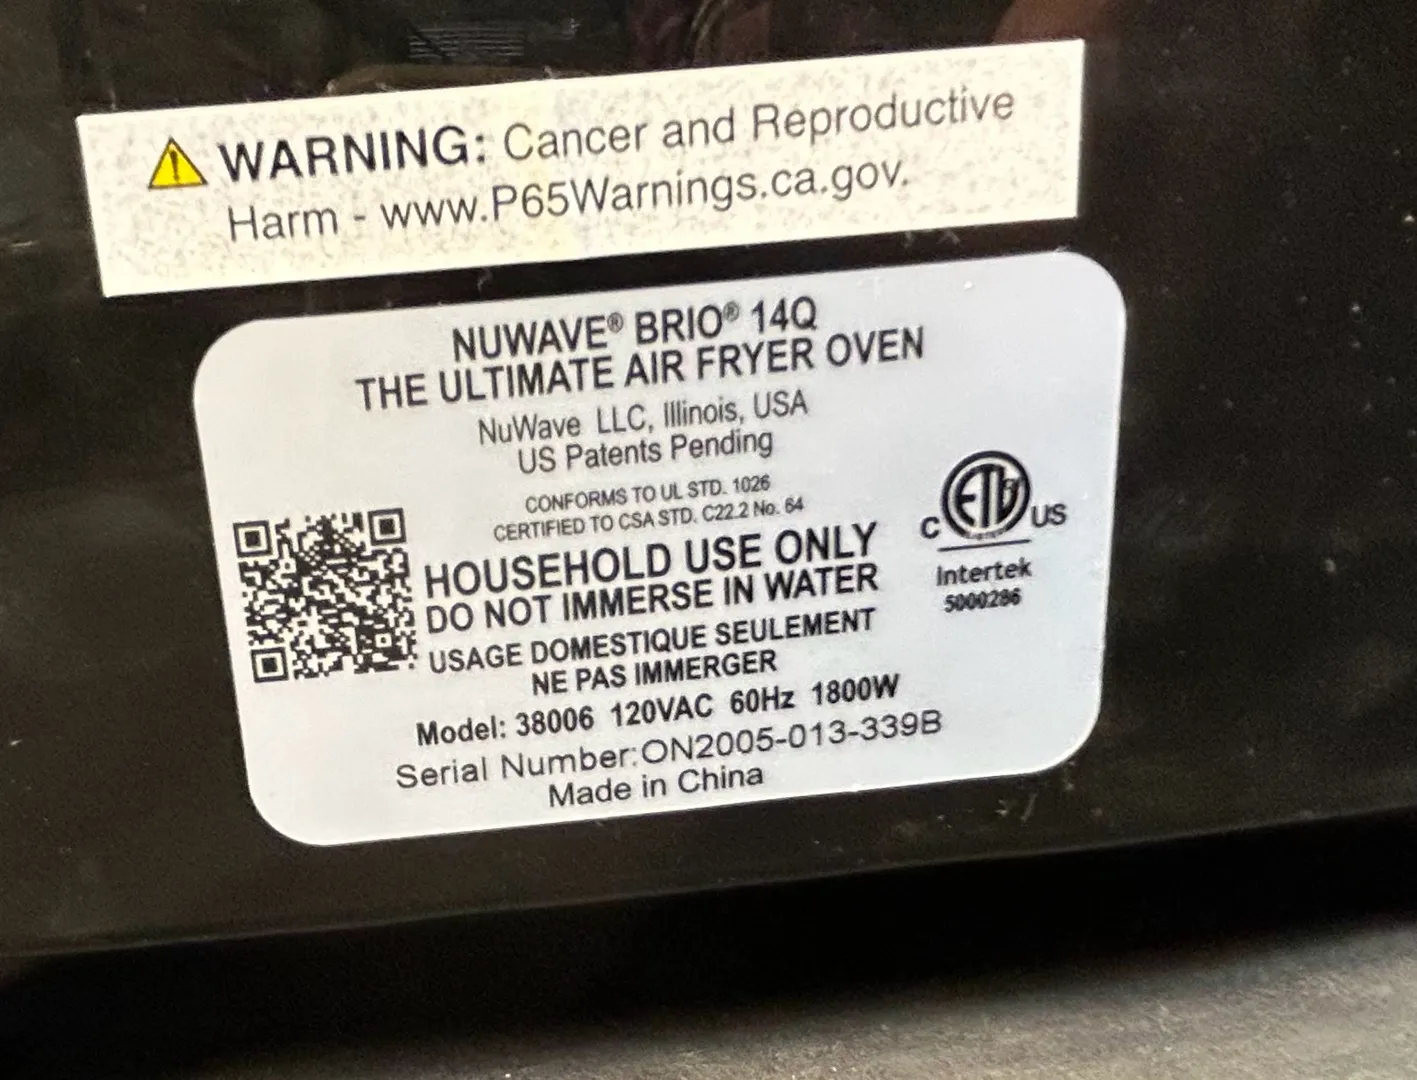 WARNING: Cancer and Reproductive
Harm - www.P65Warnings.ca.gov.
NUWAVE® BRIO® 14Q
THE ULTIMATE AIR FRYER OVEN
NuWave LLC, Illinois, USA
US Patents Pending
CONFORMS TO UL STD. 1026
CERTIFIED TO CSA STD. C22.2 No. 64
HOUSEHOLD USE ONLY
DO NOT IMMERSE IN WATER
USAGE DOMESTIQUE SEULEMENT
NE PAS IMMERGER
Model: 38006 120VAC 60Hz 1800W
Serial Number:ON2005-013-339B
Made in China
C ETL US
Intertek
5000286